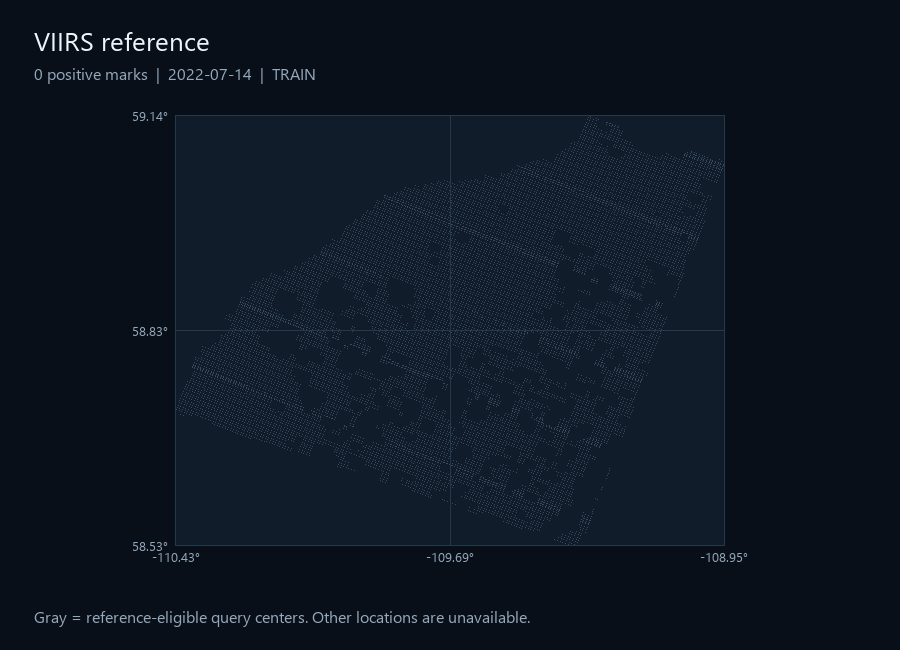 VIIRS reference
0 positive marks | 2022-07-14 | TRAIN
59.14°
58.83°
58.53°
-110.43° -109.69° -108.95°
Gray = reference-eligible query centers. Other locations are unavailable.